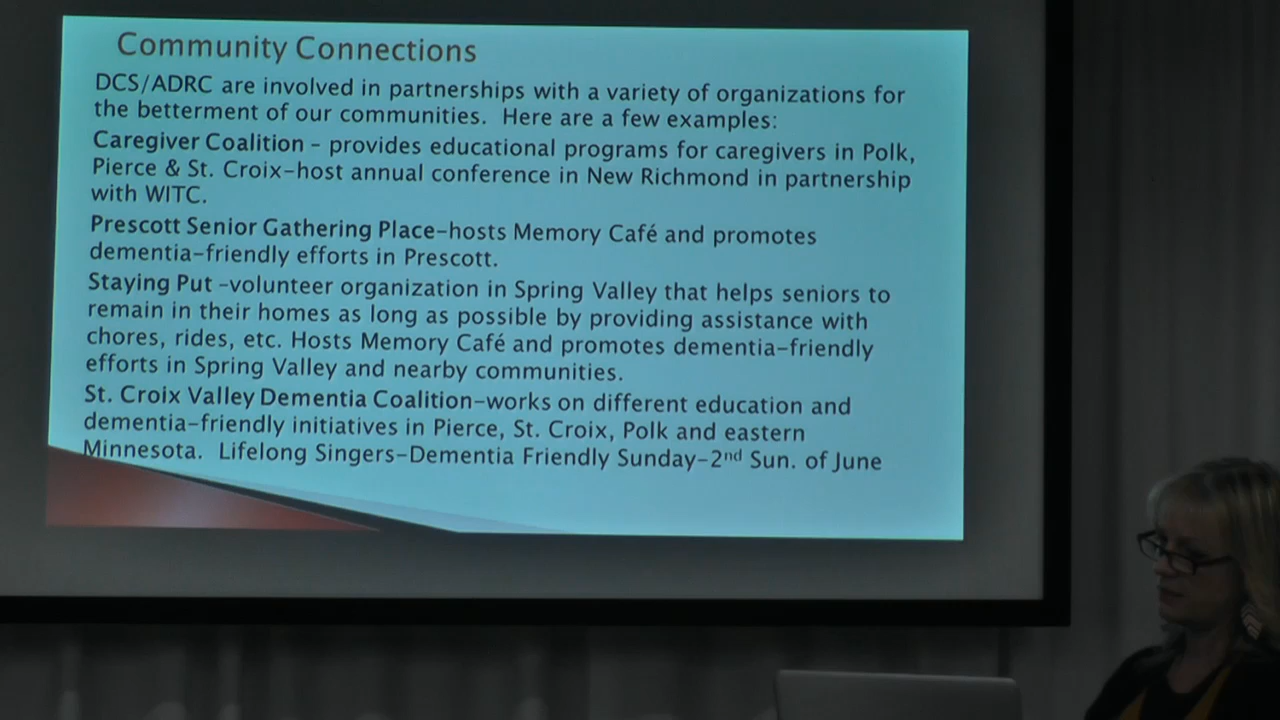 Community Connections
DCS/ADRC are involved in partnerships with a variety of organizations for
the betterment of our communities.  Here are a few examples:
Caregiver Coalition – provides educational programs for caregivers in Polk,
Pierce & St. Croix–host annual conference in New Richmond in partnership
with WITC.
Prescott Senior Gathering Place–hosts Memory Café and promotes
dementia–friendly efforts in Prescott.
Staying Put –volunteer organization in Spring Valley that helps seniors to
remain in their homes as long as possible by providing assistance with
chores, rides, etc. Hosts Memory Café and promotes dementia–friendly
efforts in Spring Valley and nearby communities.
St. Croix Valley Dementia Coalition–works on different education and
dementia–friendly initiatives in Pierce, St. Croix, Polk and eastern
Minnesota.  Lifelong Singers–Dementia Friendly Sunday–2nd Sun. of June